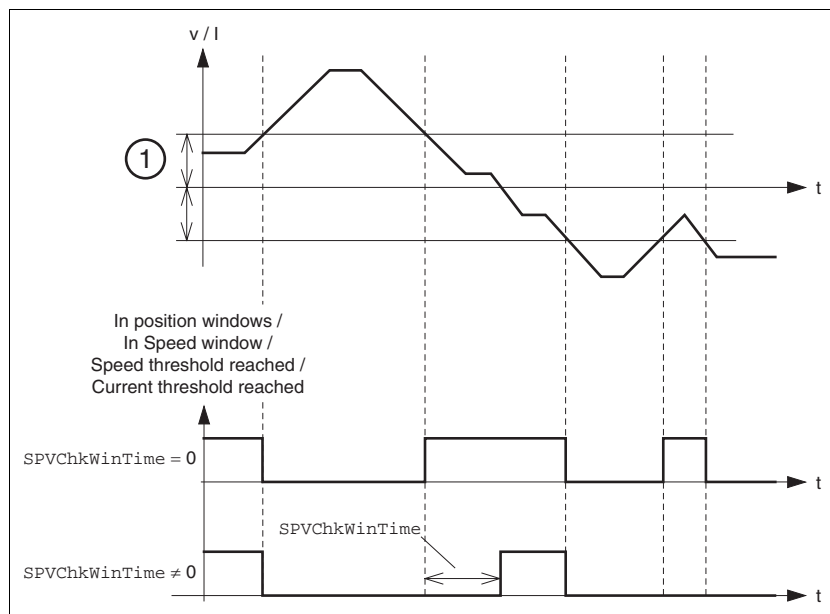 v / I
1
t
In position windows /
In Speed window /
Speed threshold reached /
Current threshold reached
SPVChkWinTime = 0
t
SPVChkWinTime
SPVChkWinTime ≠ 0
t